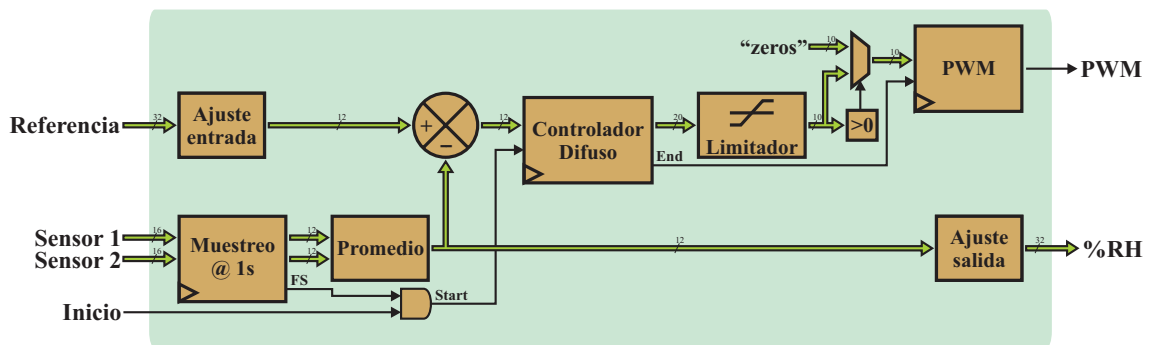 “zeros”
10
10
PWM
PWM
Referencia
32
Ajuste
entrada
12
+
−
12
Controlador
Difuso
20
Limitador
10
>0
End
Sensor 1
16
Sensor 2
16
Muestreo
@ 1s
12
12
Promedio
12
Ajuste
salida
32
%RH
FS
Start
Inicio